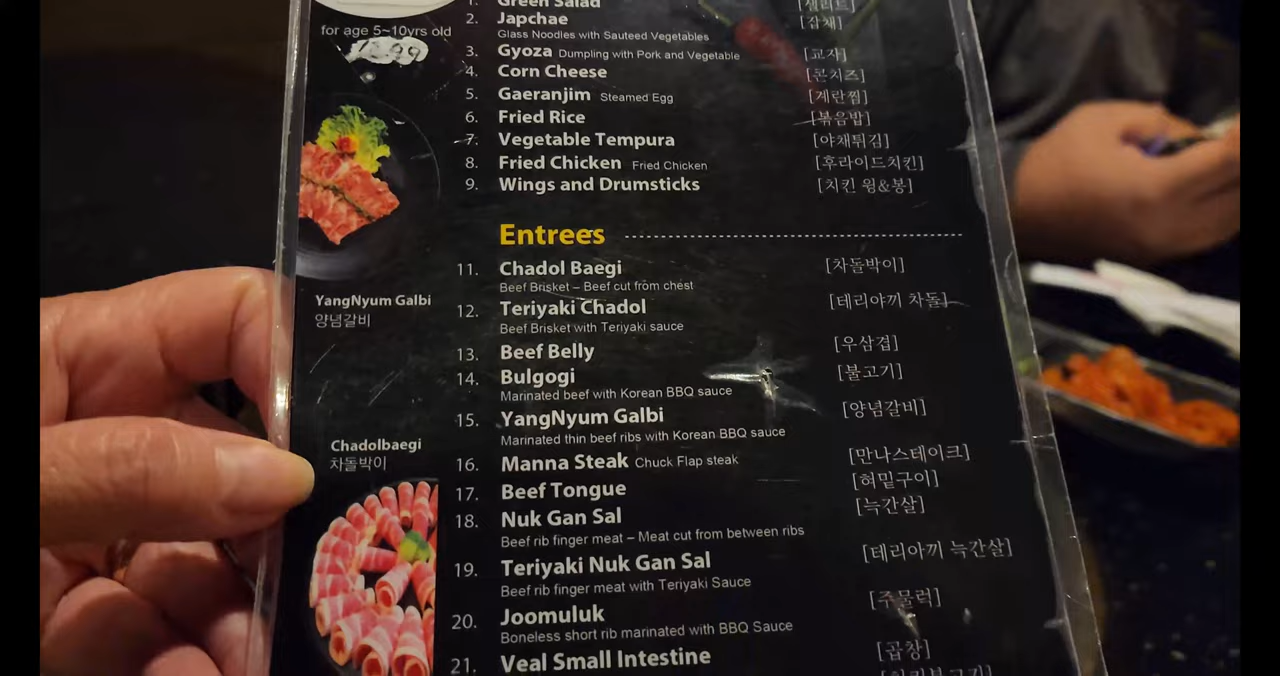 for age 5~10yrs old
YangNyum Galbi
양념갈비
Chadolbaegi
차돌박이
1. Green Salad [샐러드]
2. Japchae [잡채]
Glass Noodles with Sauteed Vegetables
3. Gyoza Dumpling with Pork and Vegetable [교자]
4. Corn Cheese [콘치즈]
5. Gaeranjim Steamed Egg [계란찜]
6. Fried Rice [볶음밥]
7. Vegetable Tempura [야채튀김]
8. Fried Chicken Fried Chicken [후라이드치킨]
9. Wings and Drumsticks [치킨 윙&봉]
Entrees
11. Chadol Baegi [차돌박이]
Beef Brisket – Beef cut from chest
12. Teriyaki Chadol [테리야끼 차돌]
Beef Brisket with Teriyaki sauce
13. Beef Belly [우삼겹]
14. Bulgogi [불고기]
Marinated beef with Korean BBQ sauce
15. YangNyum Galbi [양념갈비]
Marinated thin beef ribs with Korean BBQ sauce
16. Manna Steak Chuck Flap steak [만나스테이크]
17. Beef Tongue [혀밑구이]
18. Nuk Gan Sal [늑간살]
Beef rib finger meat – Meat cut from between ribs
19. Teriyaki Nuk Gan Sal [테리야끼 늑간살]
Beef rib finger meat with Teriyaki Sauce
20. Joomuluk [주물럭]
Boneless short rib marinated with BBQ Sauce
21. Veal Small Intestine [곱창]